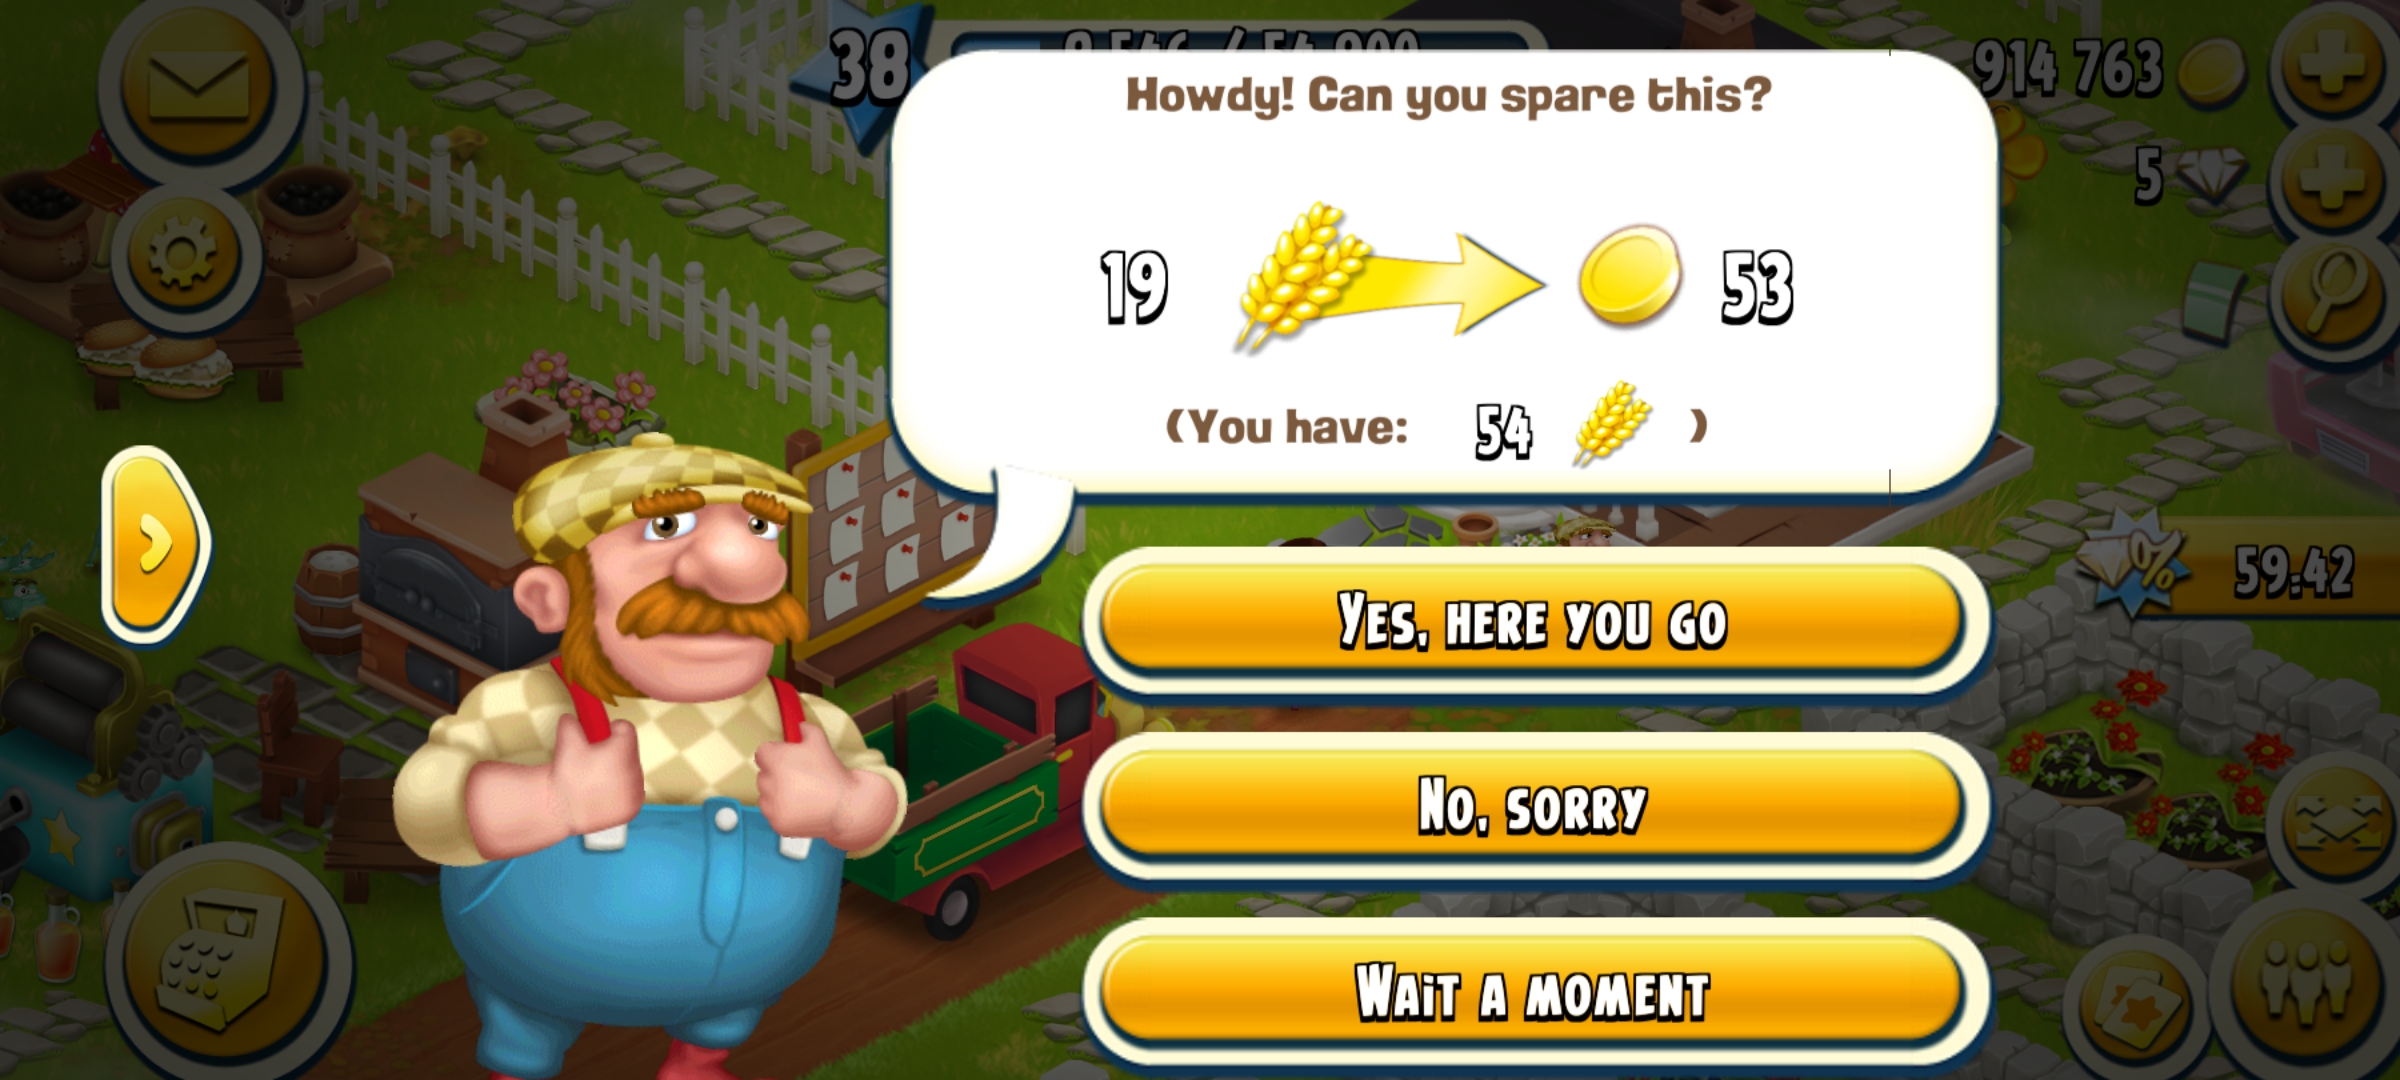 38
914 763
Howdy! Can you spare this?
5
19 53
(You have: 54 )
59:42
%
Yes, here you go
No, sorry
Wait a moment